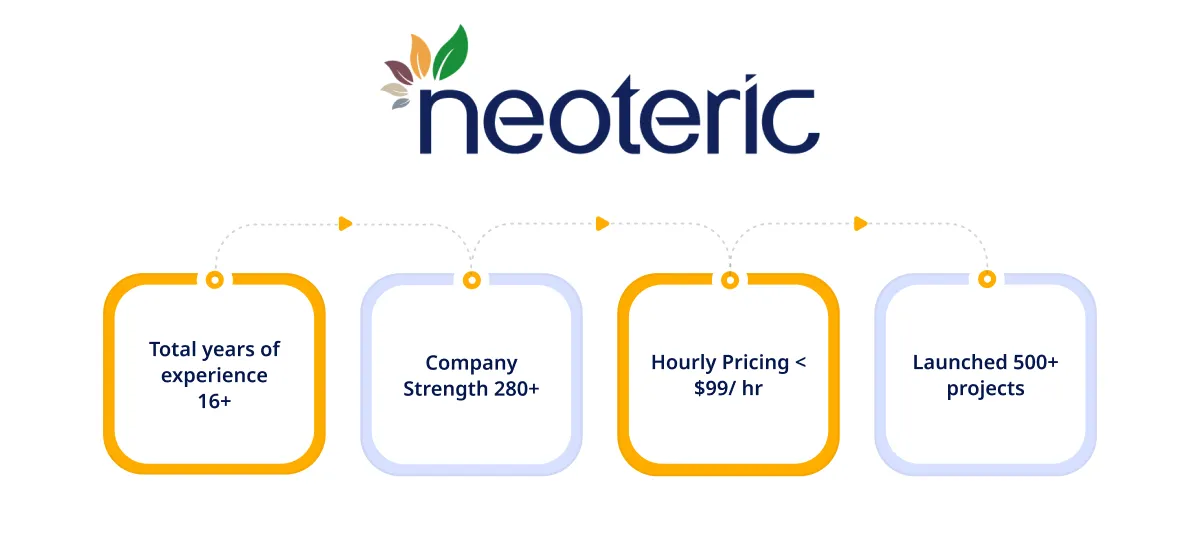 neoteric
Total years of
experience
16+
Company
Strength 280+
Hourly Pricing <
$99/ hr
Launched 500+
projects